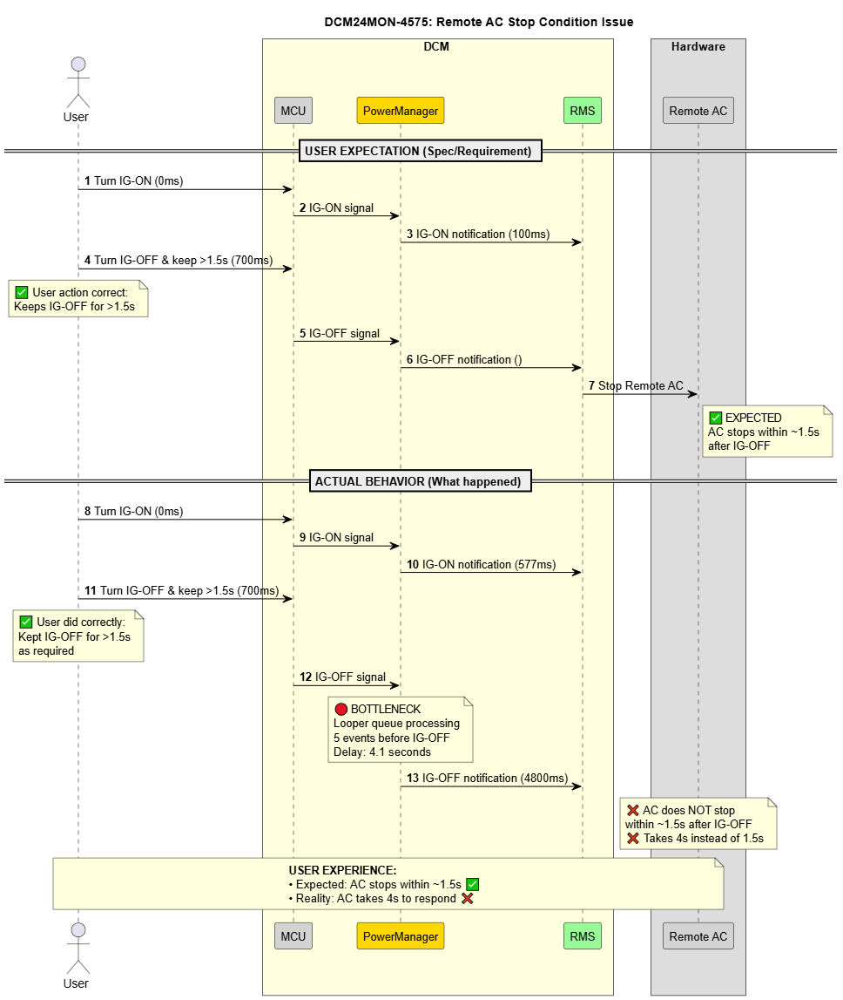 DCM24MON-4575: Remote AC Stop Condition Issue
DCM
Hardware
User
MCU
PowerManager
RMS
Remote AC
USER EXPECTATION (Spec/Requirement)
1 Turn IG-ON (0ms)
2 IG-ON signal
3 IG-ON notification (100ms)
4 Turn IG-OFF & keep >1.5s (700ms)
✅ User action correct:
Keeps IG-OFF for >1.5s
5 IG-OFF signal
6 IG-OFF notification ()
7 Stop Remote AC
✅ EXPECTED
AC stops within ~1.5s
after IG-OFF
ACTUAL BEHAVIOR (What happened)
8 Turn IG-ON (0ms)
9 IG-ON signal
10 IG-ON notification (577ms)
11 Turn IG-OFF & keep >1.5s (700ms)
✅ User did correctly:
Kept IG-OFF for >1.5s
as required
12 IG-OFF signal
🔴 BOTTLENECK
Looper queue processing
5 events before IG-OFF
Delay: 4.1 seconds
13 IG-OFF notification (4800ms)
❌ AC does NOT stop
within ~1.5s after IG-OFF
❌ Takes 4s instead of 1.5s
USER EXPERIENCE:
• Expected: AC stops within ~1.5s ✅
• Reality: AC takes 4s to respond ❌
User
MCU
PowerManager
RMS
Remote AC